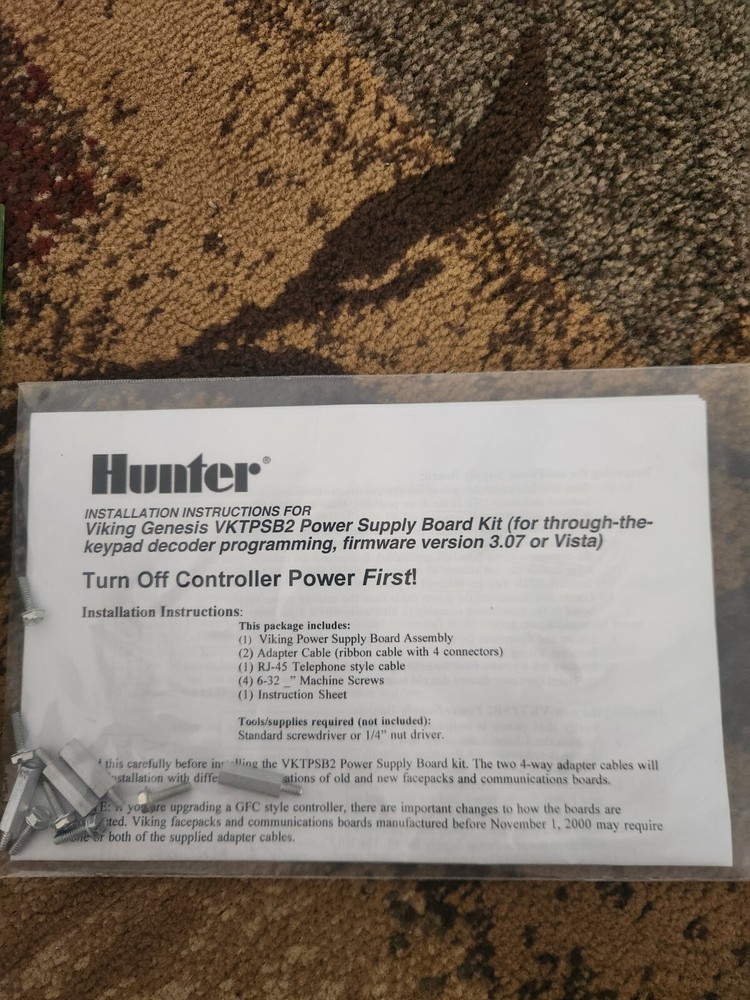 Hunter®
INSTALLATION INSTRUCTIONS FOR
Viking Genesis VKTPSB2 Power Supply Board Kit (for through-the-
keypad decoder programming, firmware version 3.07 or Vista)
Turn Off Controller Power First!
Installation Instructions:
This package includes:
(1) Viking Power Supply Board Assembly
(2) Adapter Cable (ribbon cable with 4 connectors)
(1) RJ-45 Telephone style cable
(4) 6-32 _" Machine Screws
(1) Instruction Sheet
Tools/supplies required (not included):
Standard screwdriver or 1/4" nut driver.
this carefully before the VKTPSB2 Power Supply Board kit. The two 4-way adapter cables will
with of old and new facepacks and communications boards.
you are upgrading a GFC style controller, there are important changes to how the boards are
Viking facepacks and communications boards manufactured before November 1, 2000 may require
or both of the supplied adapter cables.